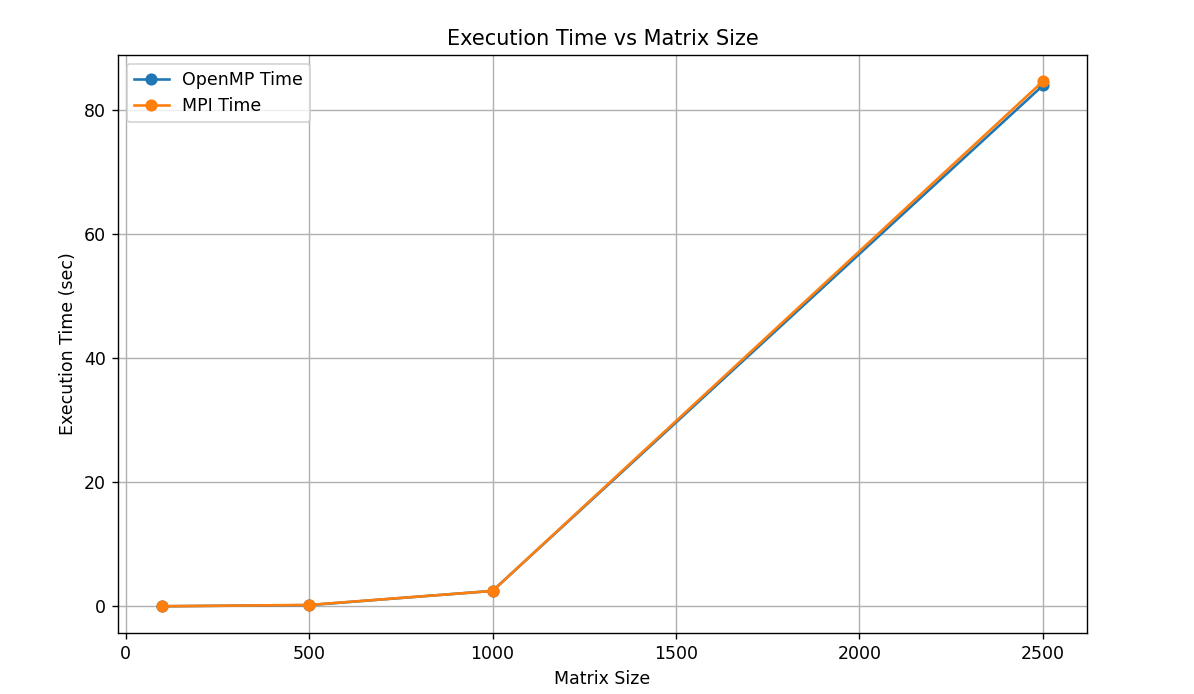 Execution Time vs Matrix Size
OpenMP Time
MPI Time
80
60
40
20
0
Execution Time (sec)
0 500 1000 1500 2000 2500
Matrix Size